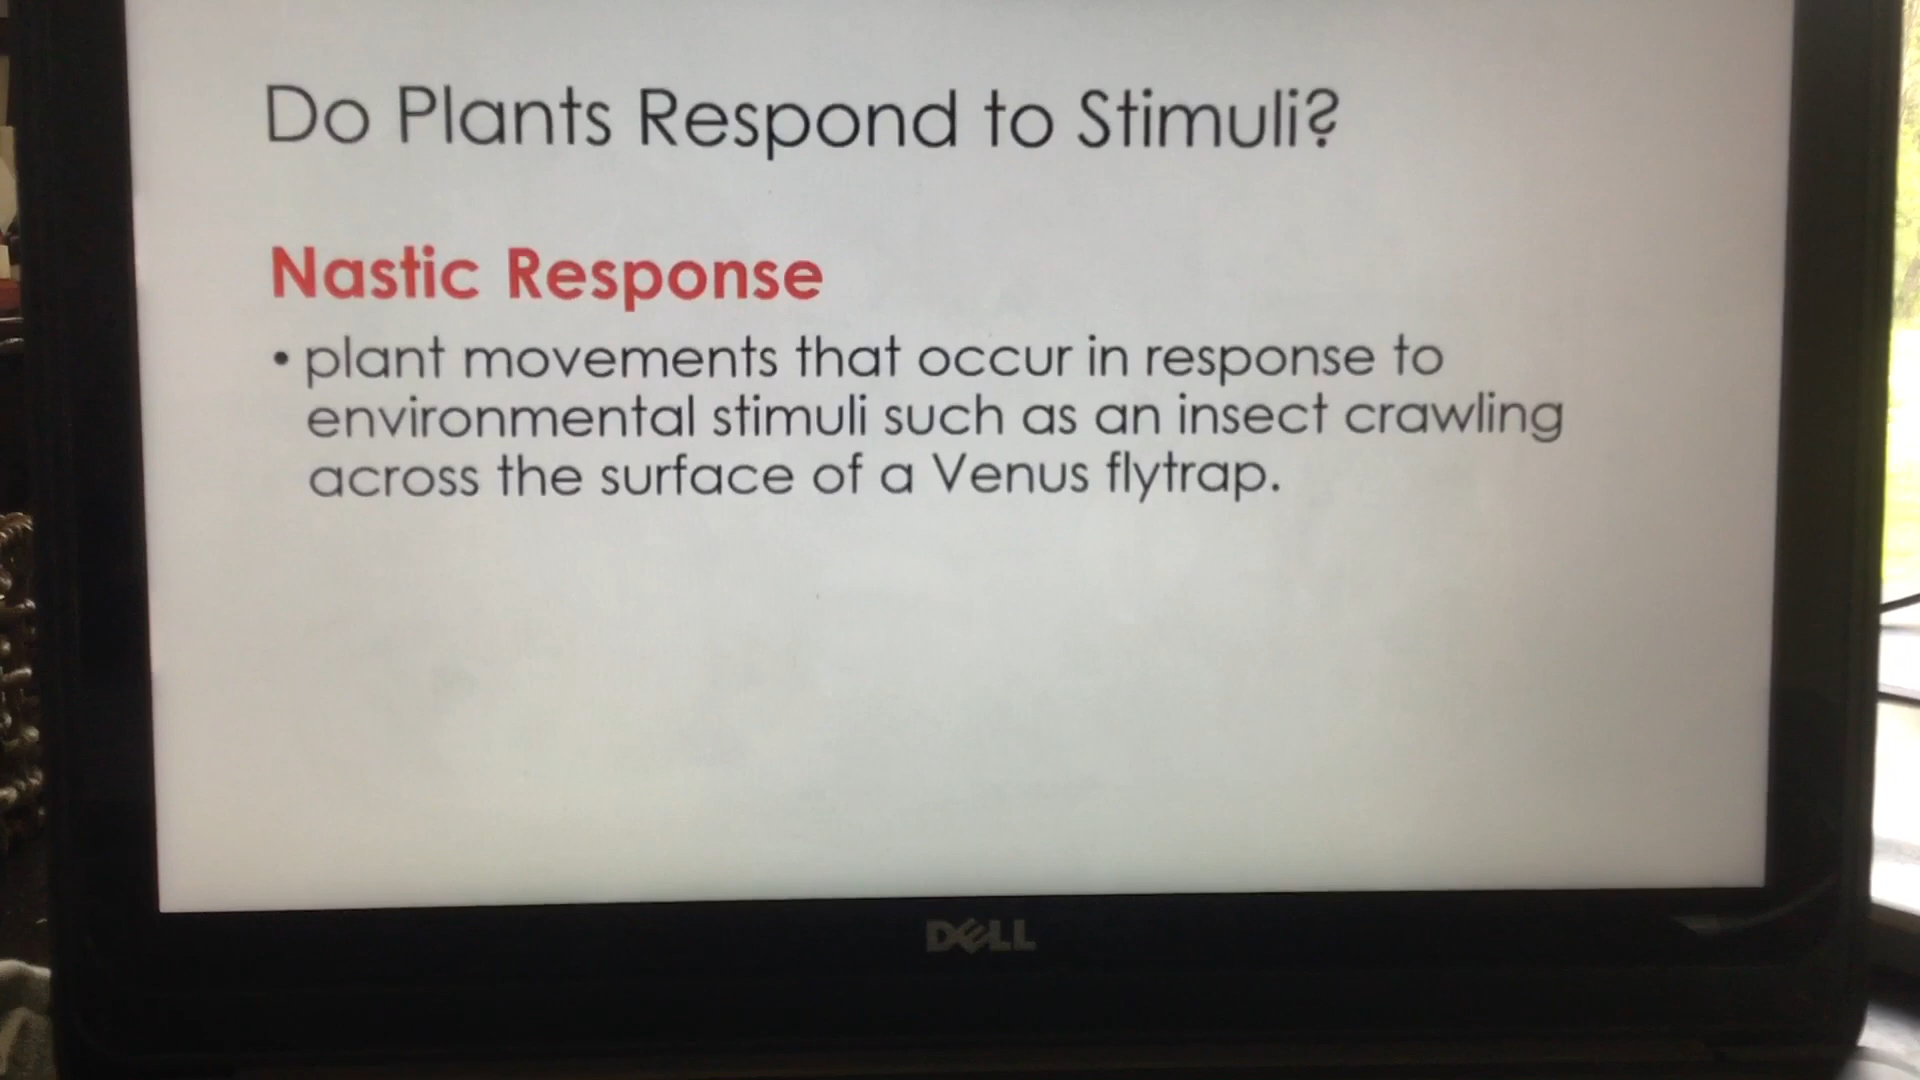 Do Plants Respond to Stimuli?
Nastic Response
• plant movements that occur in response to
environmental stimuli such as an insect crawling
across the surface of a Venus flytrap.
DELL